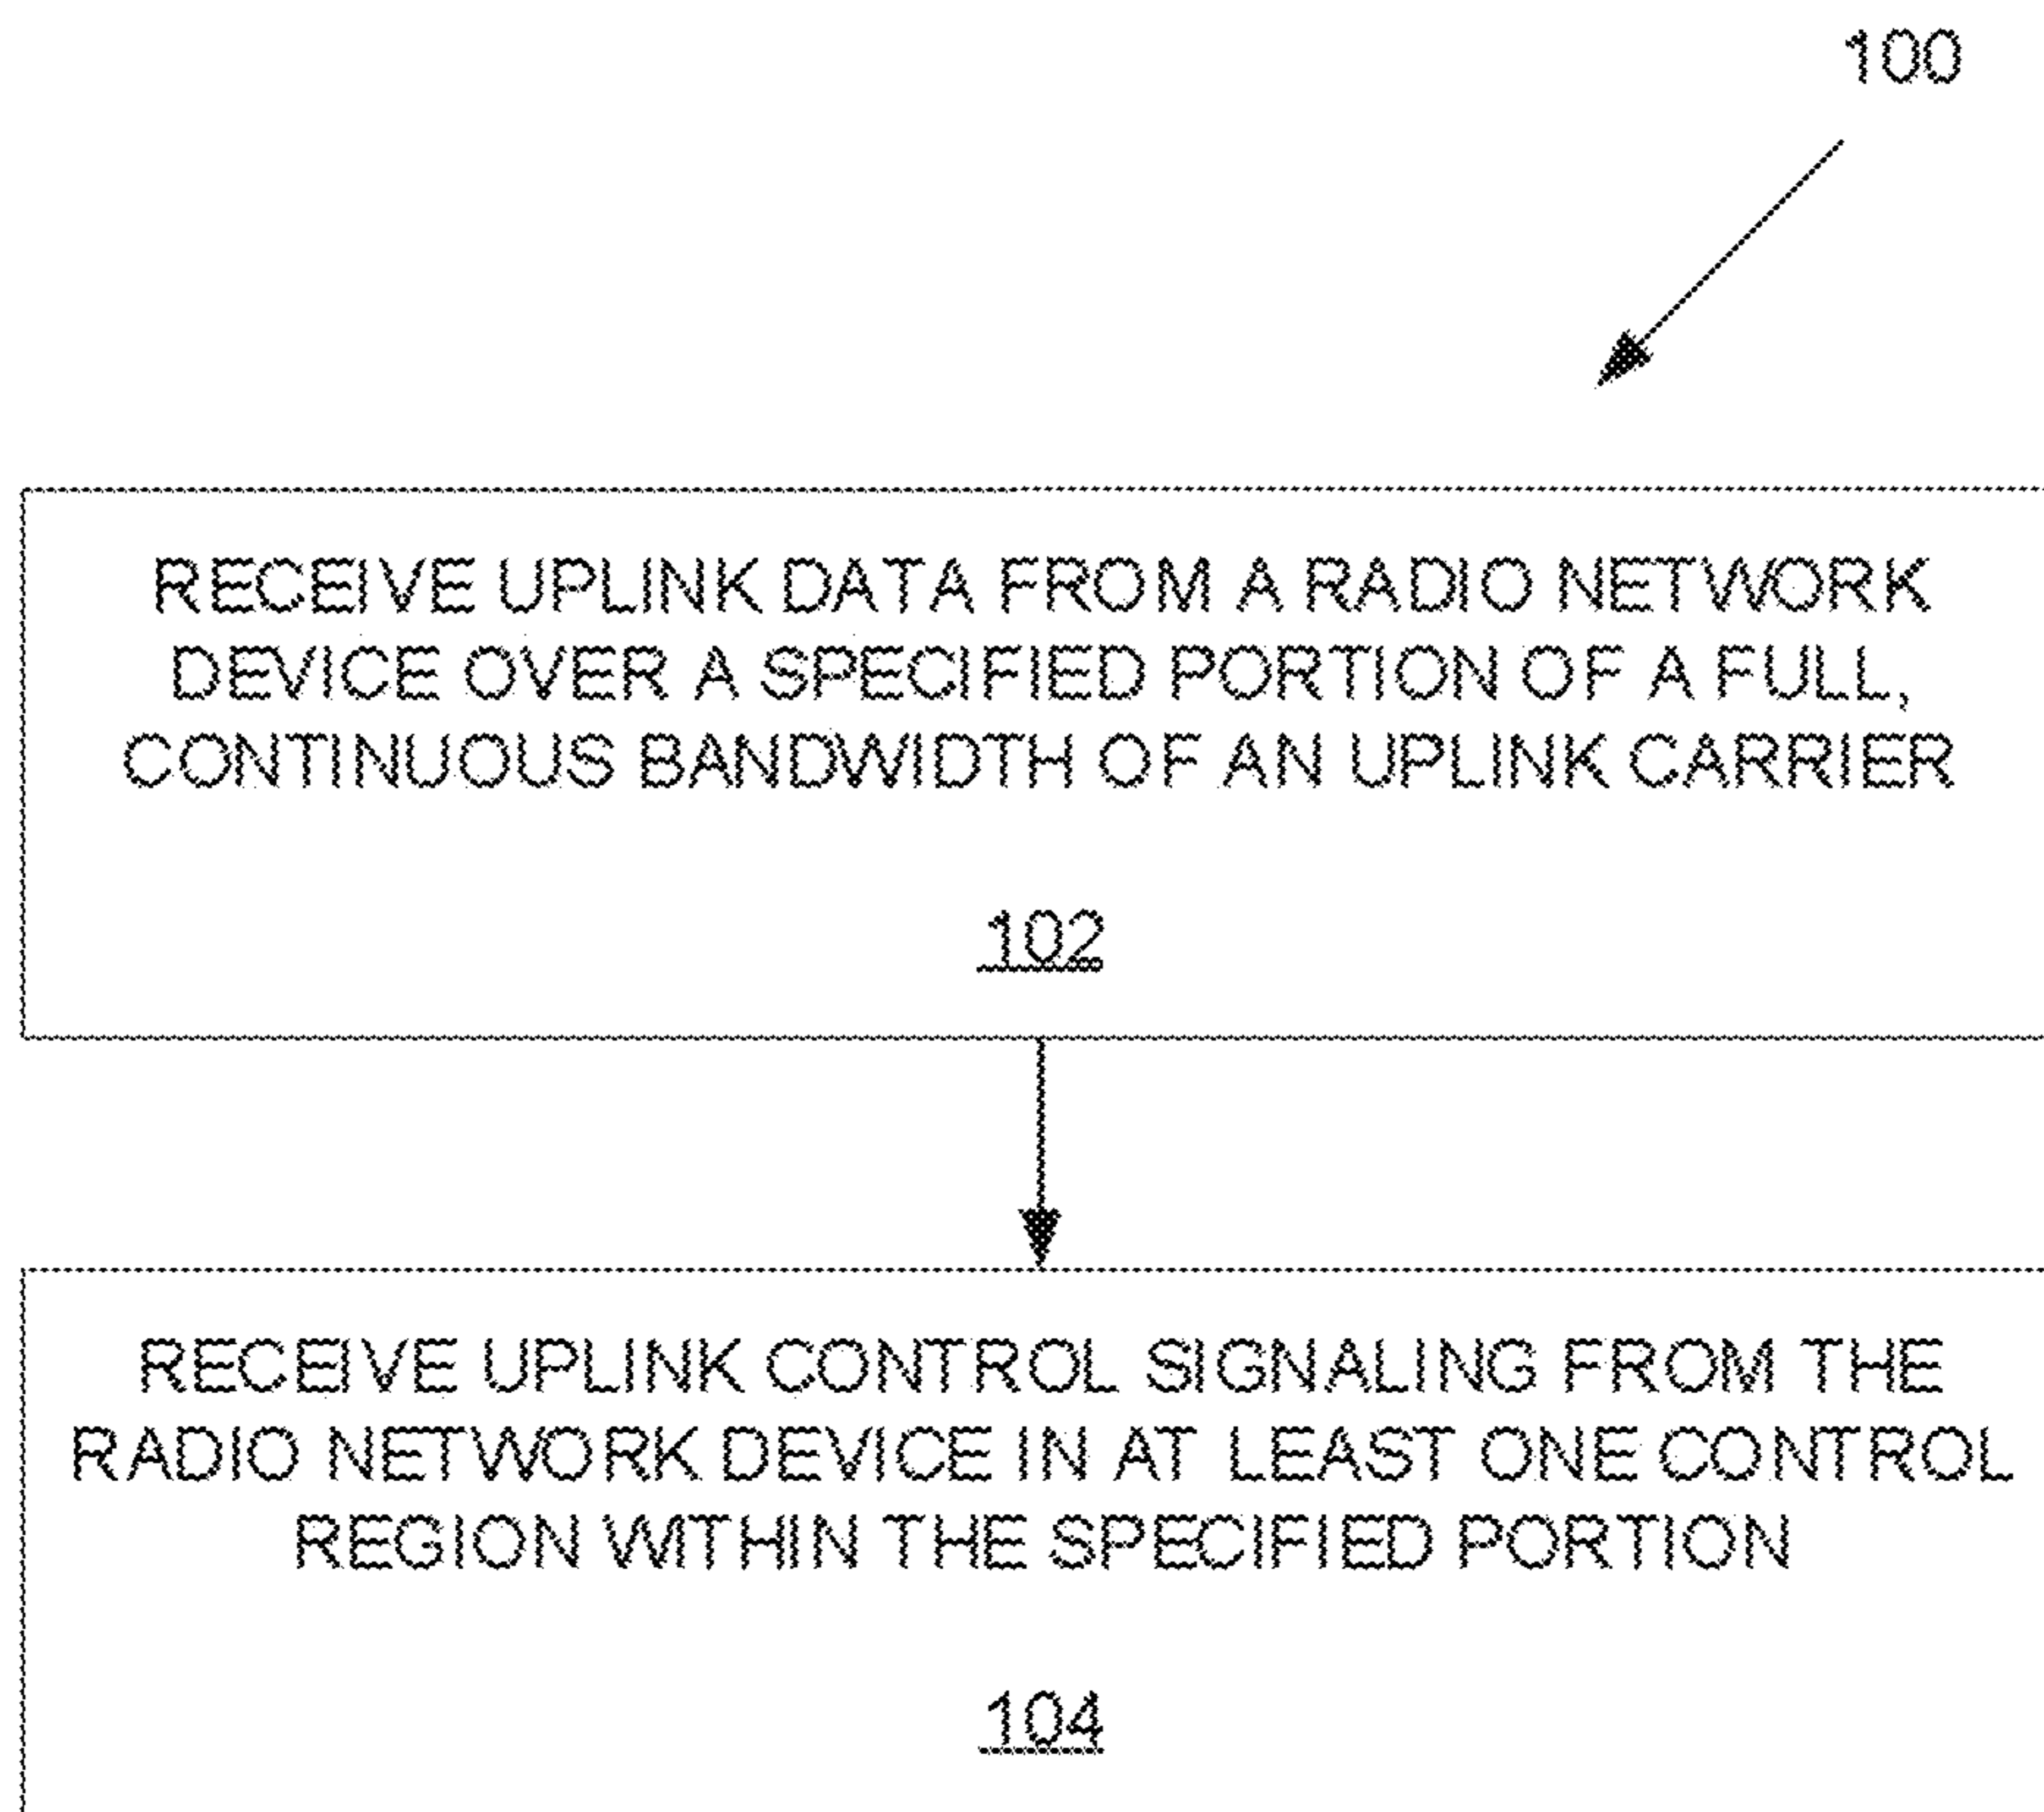 100
RECEIVE UPLINK DATA FROM A RADIO NETWORK
DEVICE OVER A SPECIFIED PORTION OF A FULL,
CONTINUOUS BANDWIDTH OF AN UPLINK CARRIER
102
RECEIVE UPLINK CONTROL SIGNALING FROM THE
RADIO NETWORK DEVICE IN AT LEAST ONE CONTROL
REGION WITHIN THE SPECIFIED PORTION
104